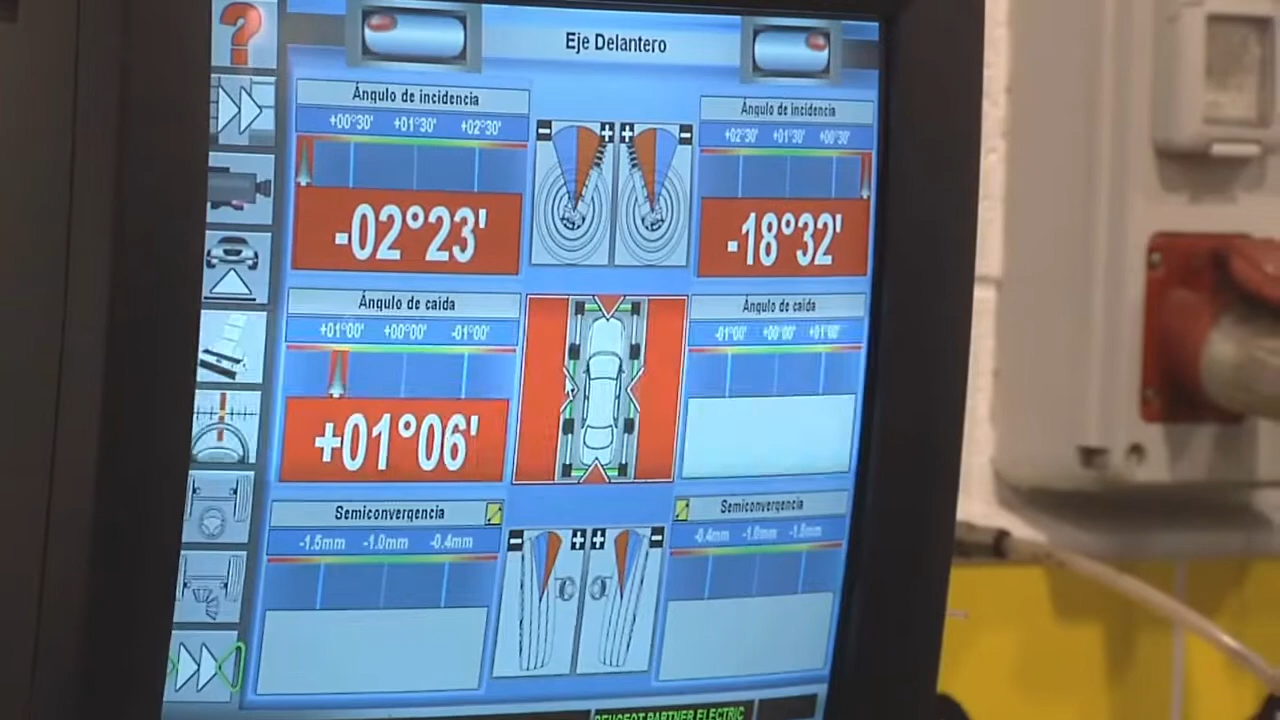 ?
Eje Delantero
Ángulo de incidencia
+00°30' +01°30' +02°30'
-02°23'
Ángulo de incidencia
+02°30' +01°30' +00°30'
-18°32'
- + + -
Ángulo de caída
+01°00' +00°00' -01°00'
+01°06'
Ángulo de caída
-01°00' +00°00' +01°00'
Semiconvergencia
-1.5mm -1.0mm -0.4mm
Semiconvergencia
-0.4mm -1.0mm -1.5mm
- + + -
PEUGEOT PARTNER ELECTRIC